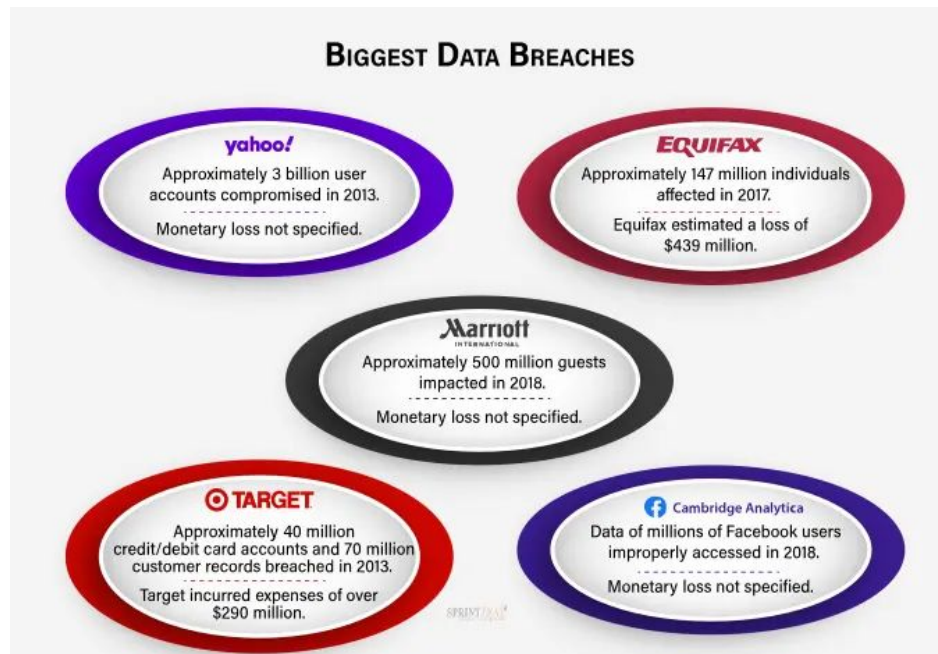 BIGGEST DATA BREACHES
yahoo!
Approximately 3 billion user
accounts compromised in 2013.
Monetary loss not specified.
EQUIFAX
Approximately 147 million individuals
affected in 2017.
Equifax estimated a loss of
$439 million.
Marriott
INTERNATIONAL
Approximately 500 million guests
impacted in 2018.
Monetary loss not specified.
TARGET
Approximately 40 million
credit/debit card accounts and 70 million
customer records breached in 2013.
Target incurred expenses of over
$290 million.
Cambridge Analytica
Data of millions of Facebook users
improperly accessed in 2018.
Monetary loss not specified.